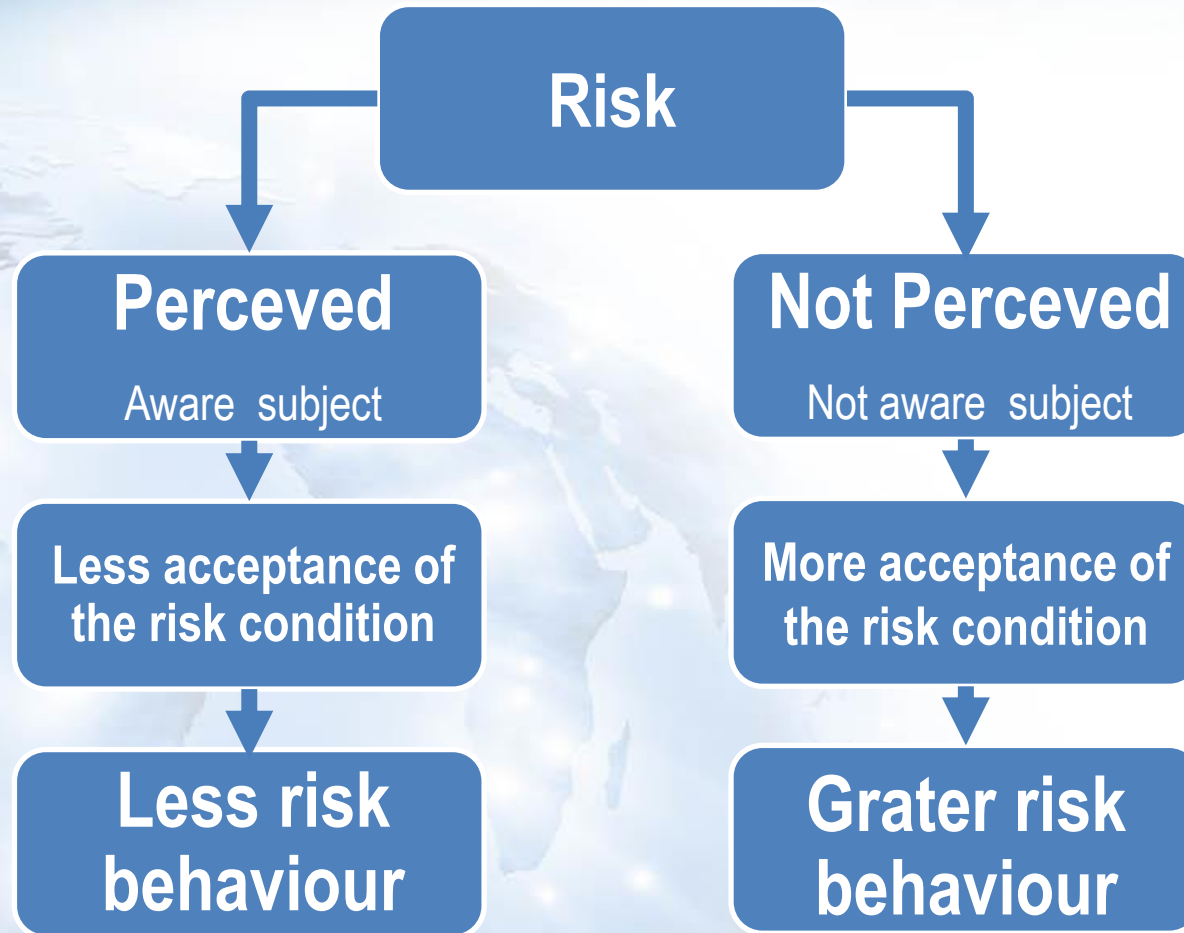 Risk
Perceved
Aware subject
Not Perceved
Not aware subject
Less acceptance of
the risk condition
More acceptance of
the risk condition
Less risk
behaviour
Grater risk
behaviour